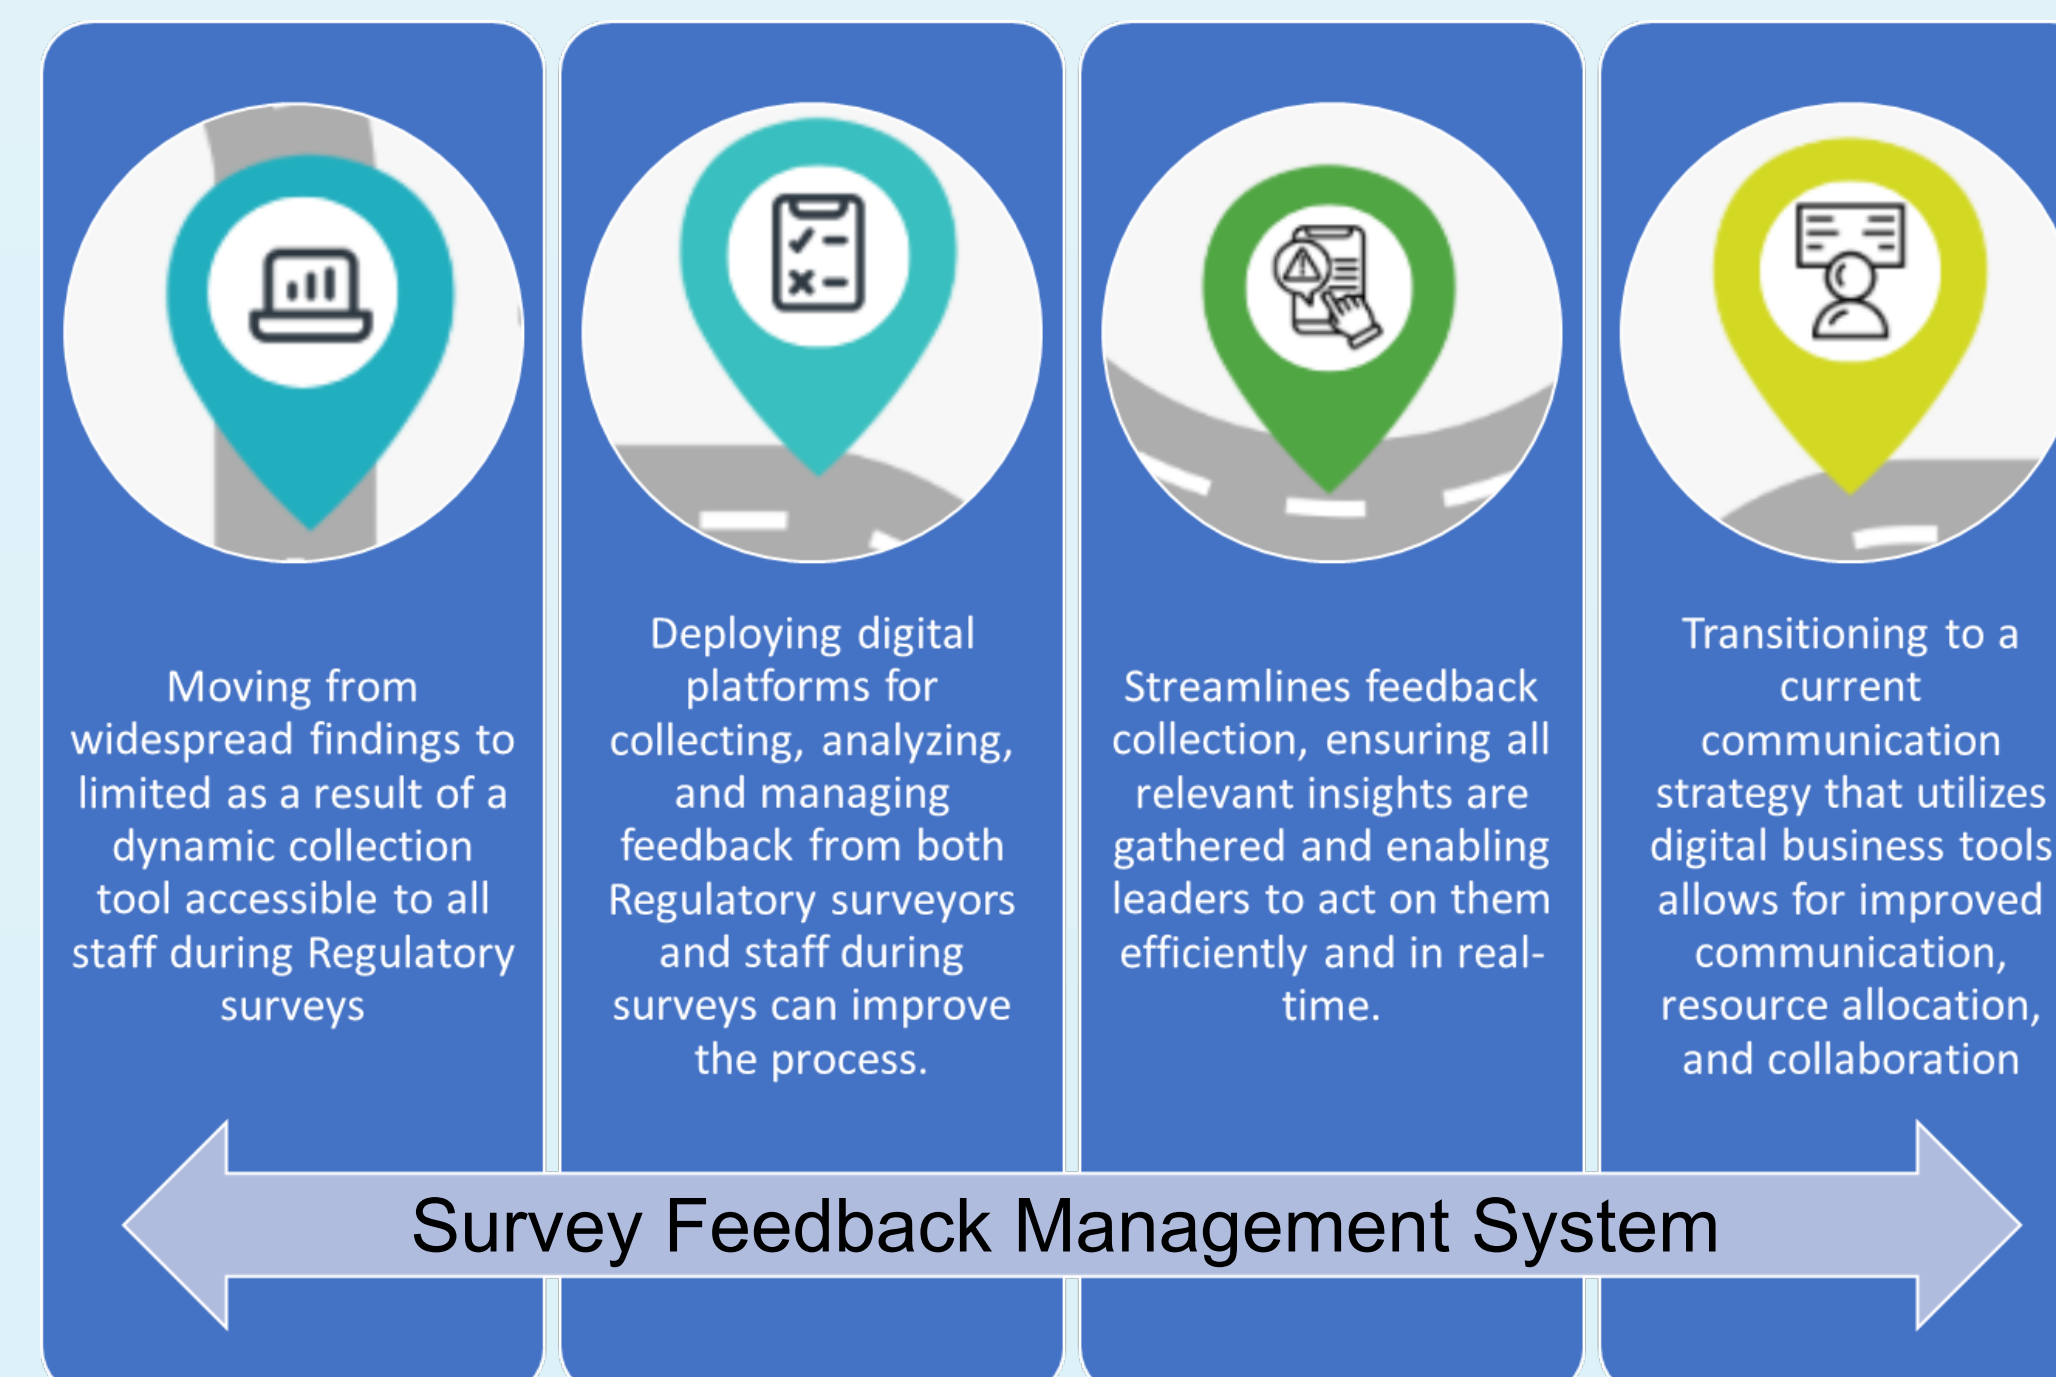 Moving from
widespread findings to
limited as a result of a
dynamic collection
tool accessible to all
staff during Regulatory
surveys
Deploying digital
platforms for
collecting, analyzing,
and managing
feedback from both
Regulatory surveyors
and staff during
surveys can improve
the process.
Streamlines feedback
collection, ensuring all
relevant insights are
gathered and enabling
leaders to act on them
efficiently and in real-
time.
Transitioning to a
current
communication
strategy that utilizes
digital business tools
allows for improved
communication,
resource allocation,
and collaboration
Survey Feedback Management System